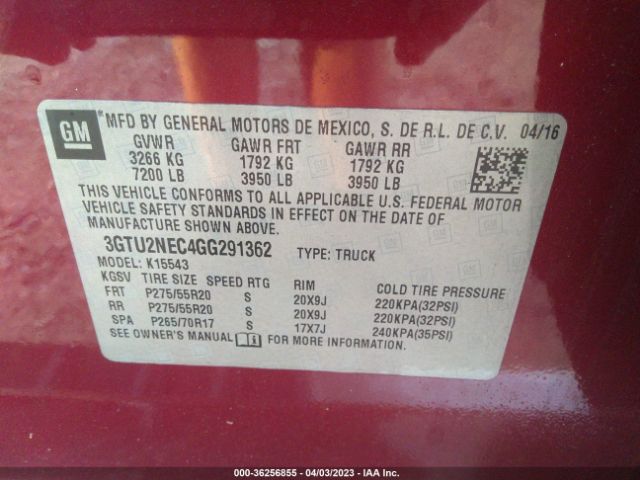 GM
MFD BY GENERAL MOTORS DE MEXICO, S. DE R.L. DE C.V. 04/16
GVWR GAWR FRT GAWR RR
3266 KG 1792 KG 1792 KG
7200 LB 3950 LB 3950 LB
THIS VEHICLE CONFORMS TO ALL APPLICABLE U.S. FEDERAL MOTOR
VEHICLE SAFETY STANDARDS IN EFFECT ON THE DATE OF
MANUFACTURE SHOWN ABOVE.
3GTU2NEC4GG291362 TYPE: TRUCK
MODEL: K15543
KGSV TIRE SIZE SPEED RTG RIM COLD TIRE PRESSURE
FRT P275/55R20 S 20X9J 220KPA(32PSI)
RR P275/55R20 S 20X9J 220KPA(32PSI)
SPA P265/70R17 S 17X7J 240KPA(35PSI)
SEE OWNER'S MANUAL FOR MORE INFORMATION.
000-36256855 - 04/03/2023 - IAA Inc.